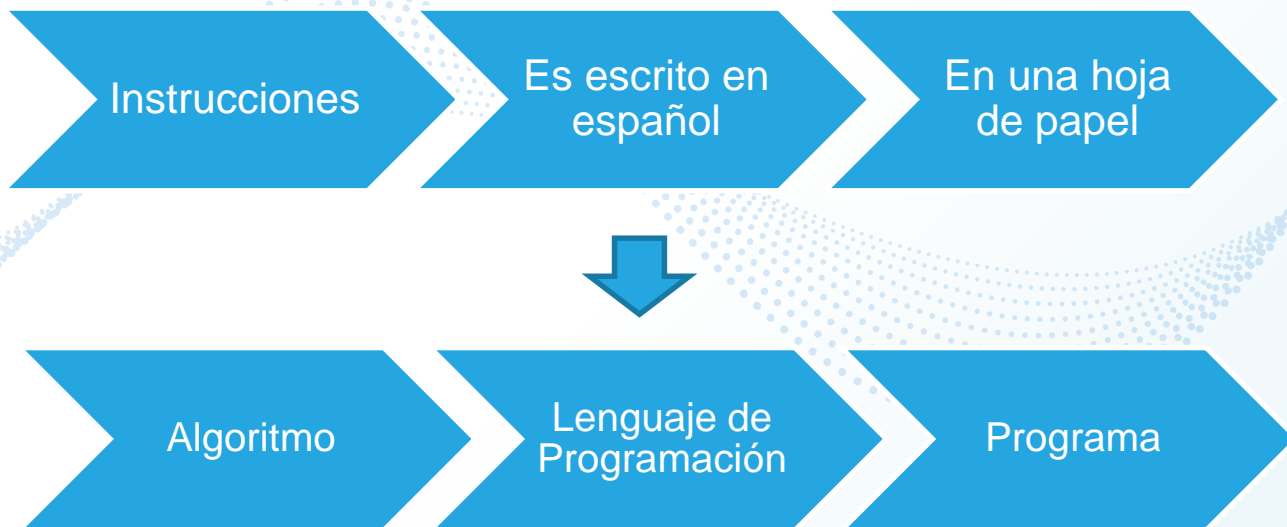 Instrucciones
Es escrito en
español
En una hoja
de papel
Algoritmo
Lenguaje de
Programación
Programa